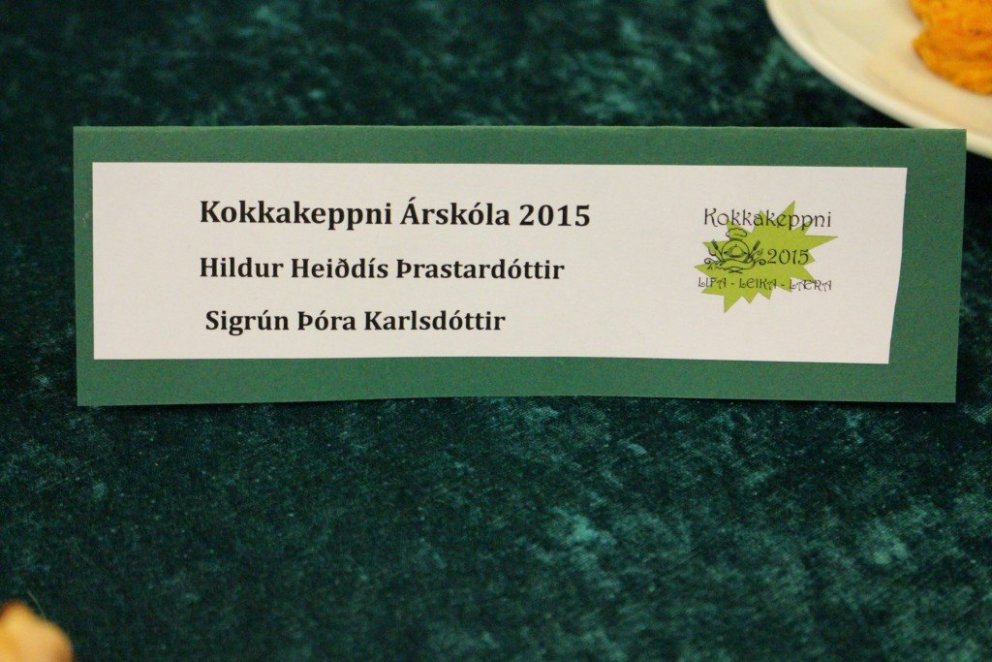 Kokkakeppni Árskóla 2015
Hildur Heiðdís Þrastardóttir
Sigrún Þóra Karlsdóttir
Kokkakeppni
2015
LIFA - LEIKA - LÆRA